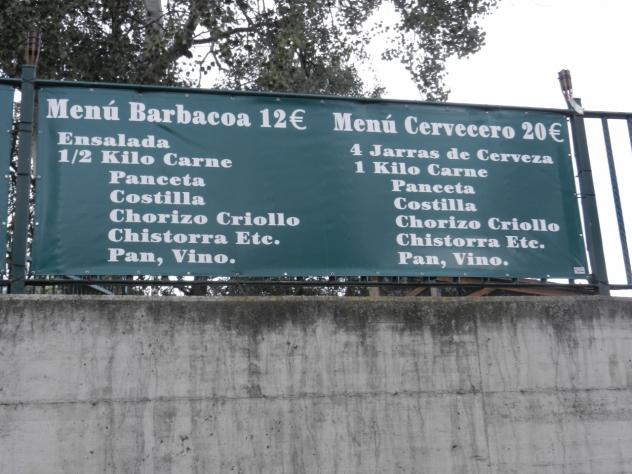 Menú Barbacoa 12€
Ensalada
1/2 Kilo Carne
Panceta
Costilla
Chorizo Criollo
Chistorra Etc.
Pan, Vino.
Menú Cervecero 20€
4 Jarras de Cerveza
1 Kilo Carne
Panceta
Costilla
Chorizo Criollo
Chistorra Etc.
Pan, Vino.